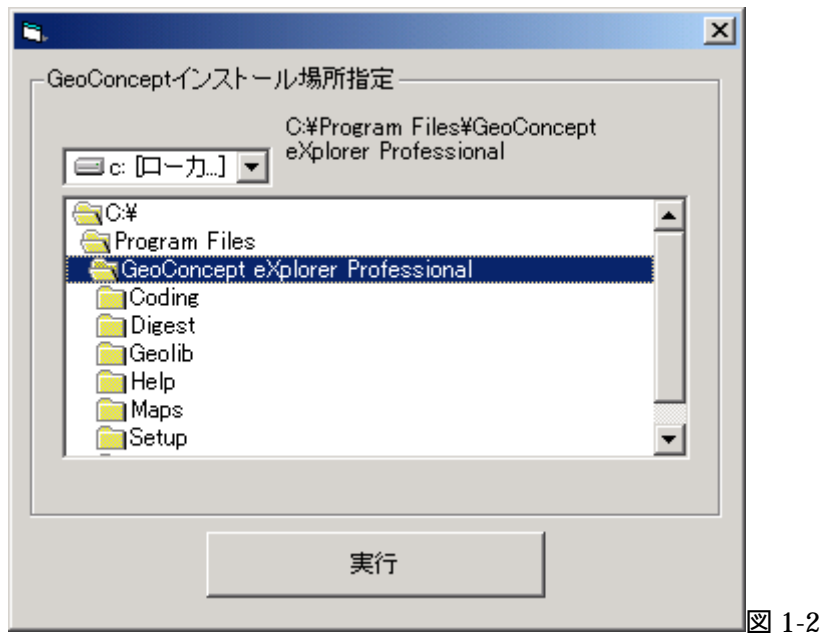 GeoConceptインストール場所指定
C:¥Program Files¥GeoConcept
eXplorer Professional
c: [ローカ...]
C:¥
Program Files
GeoConcept eXplorer Professional
Coding
Digest
Geolib
Help
Maps
Setup
実行
図 1-2